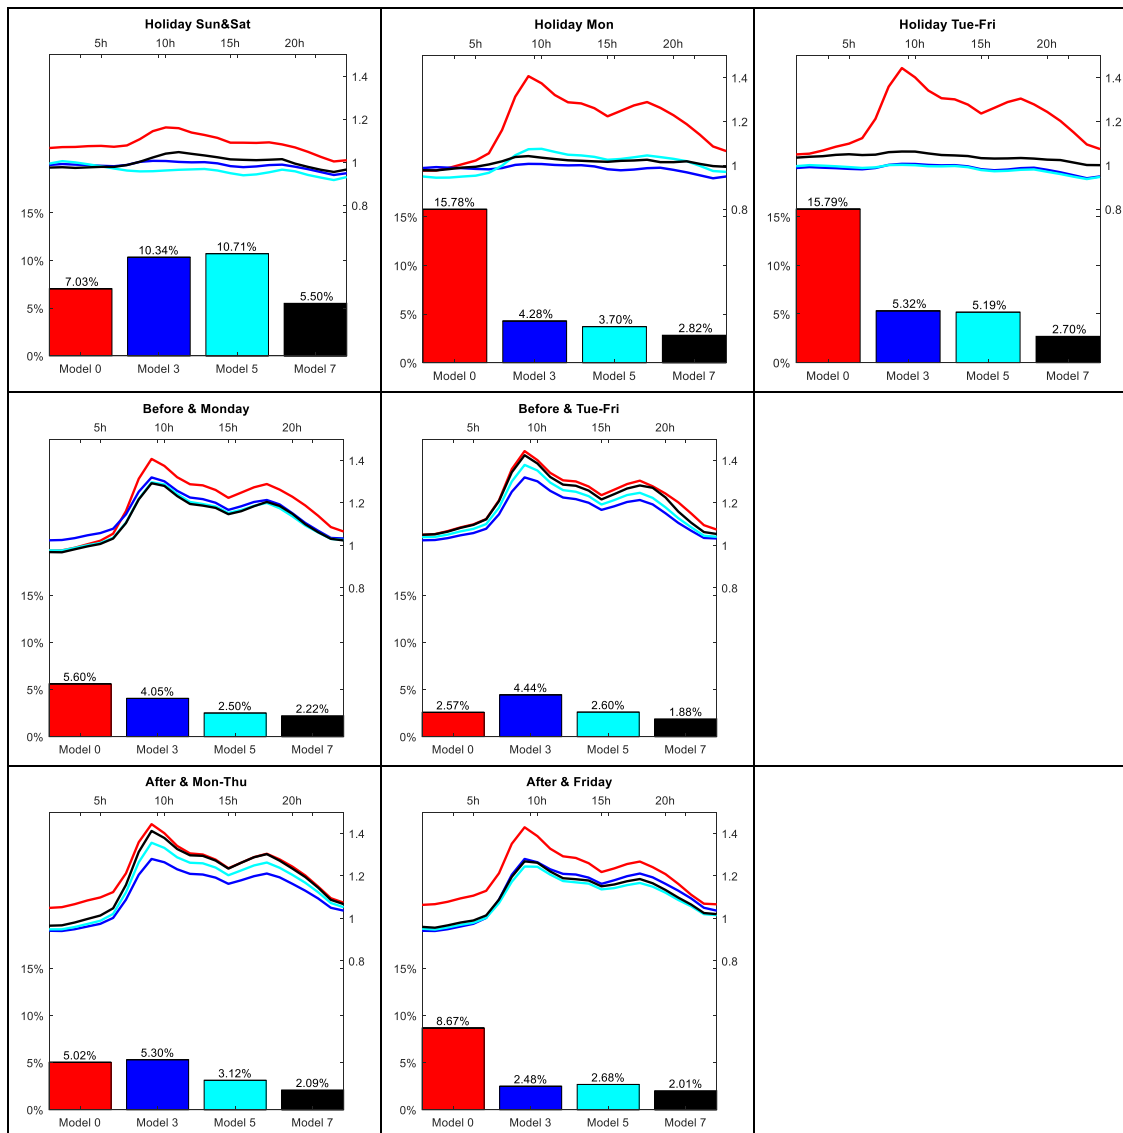 Holiday Sun&Sat
5h 10h 15h 20h
1.4
1.2
1
0.8
15%
10%
5%
0%
7.03% 10.34% 10.71% 5.50%
Model 0 Model 3 Model 5 Model 7
Holiday Mon
5h 10h 15h 20h
1.4
1.2
1
0.8
15%
10%
5%
0%
15.78% 4.28% 3.70% 2.82%
Model 0 Model 3 Model 5 Model 7
Holiday Tue-Fri
5h 10h 15h 20h
1.4
1.2
1
0.8
15%
10%
5%
0%
15.79% 5.32% 5.19% 2.70%
Model 0 Model 3 Model 5 Model 7
Before & Monday
5h 10h 15h 20h
1.4
1.2
1
0.8
15%
10%
5%
0%
5.60% 4.05% 2.50% 2.22%
Model 0 Model 3 Model 5 Model 7
Before & Tue-Fri
5h 10h 15h 20h
1.4
1.2
1
0.8
15%
10%
5%
0%
2.57% 4.44% 2.60% 1.88%
Model 0 Model 3 Model 5 Model 7
After & Mon-Thu
5h 10h 15h 20h
1.4
1.2
1
0.8
15%
10%
5%
0%
5.02% 5.30% 3.12% 2.09%
Model 0 Model 3 Model 5 Model 7
After & Friday
5h 10h 15h 20h
1.4
1.2
1
0.8
15%
10%
5%
0%
8.67% 2.48% 2.68% 2.01%
Model 0 Model 3 Model 5 Model 7